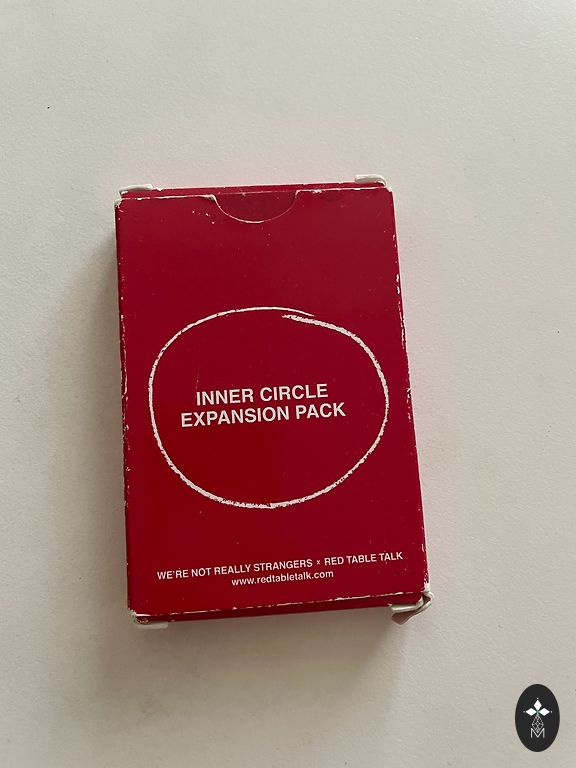 INNER CIRCLE
EXPANSION PACK
WE'RE NOT REALLY STRANGERS × RED TABLE TALK
www.redtabletalk.com
M